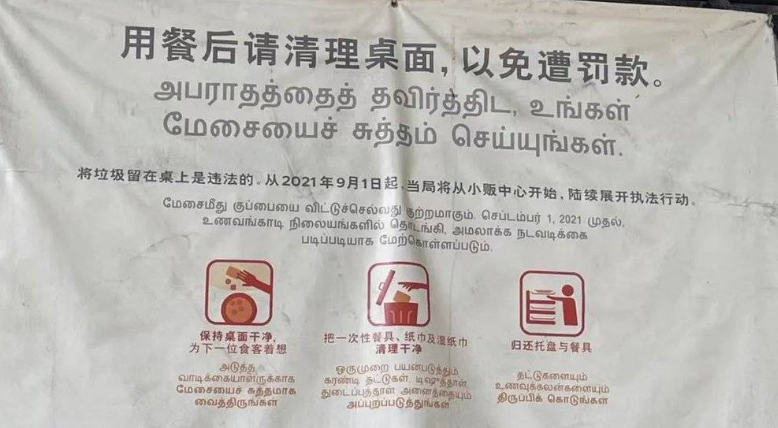 用餐后请清理桌面,以免遭罚款。
அபராதத்தைத் தவிர்த்திட, உங்கள்
மேசையைச் சுத்தம் செய்யுங்கள்.
将垃圾留在桌上是违法的。从2021年9月1日起,当局将从小贩中心开始,陆续展开执法行动。
மேசைமீது குப்பையை விட்டுச்செல்வது குற்றமாகும். செப்டம்பர் 1, 2021 முதல்,
உணவங்காடி நிலையங்களில் தொடங்கி, அமலாக்க நடவடிக்கை
படிப்படியாக மேற்கொள்ளப்படும்.
保持桌面干净,
为下一位食客着想
அடுத்த
வாடிக்கையாளருக்காக
மேசையைச் சுத்தமாக
வைத்திருங்கள்
把一次性餐具、纸巾及湿纸巾
清理干净
ஒருமுறை பயன்படுத்தும்
கரண்டி தட்டுகள், டிஷுத்தாள்,
துடைப்புத்தாள் அனைத்தையும்
அப்புறப்படுத்துங்கள்
归还托盘与餐具
தட்டுகளையும்
உணவுக்கலன்களையும்
திருப்பிக் கொடுங்கள்